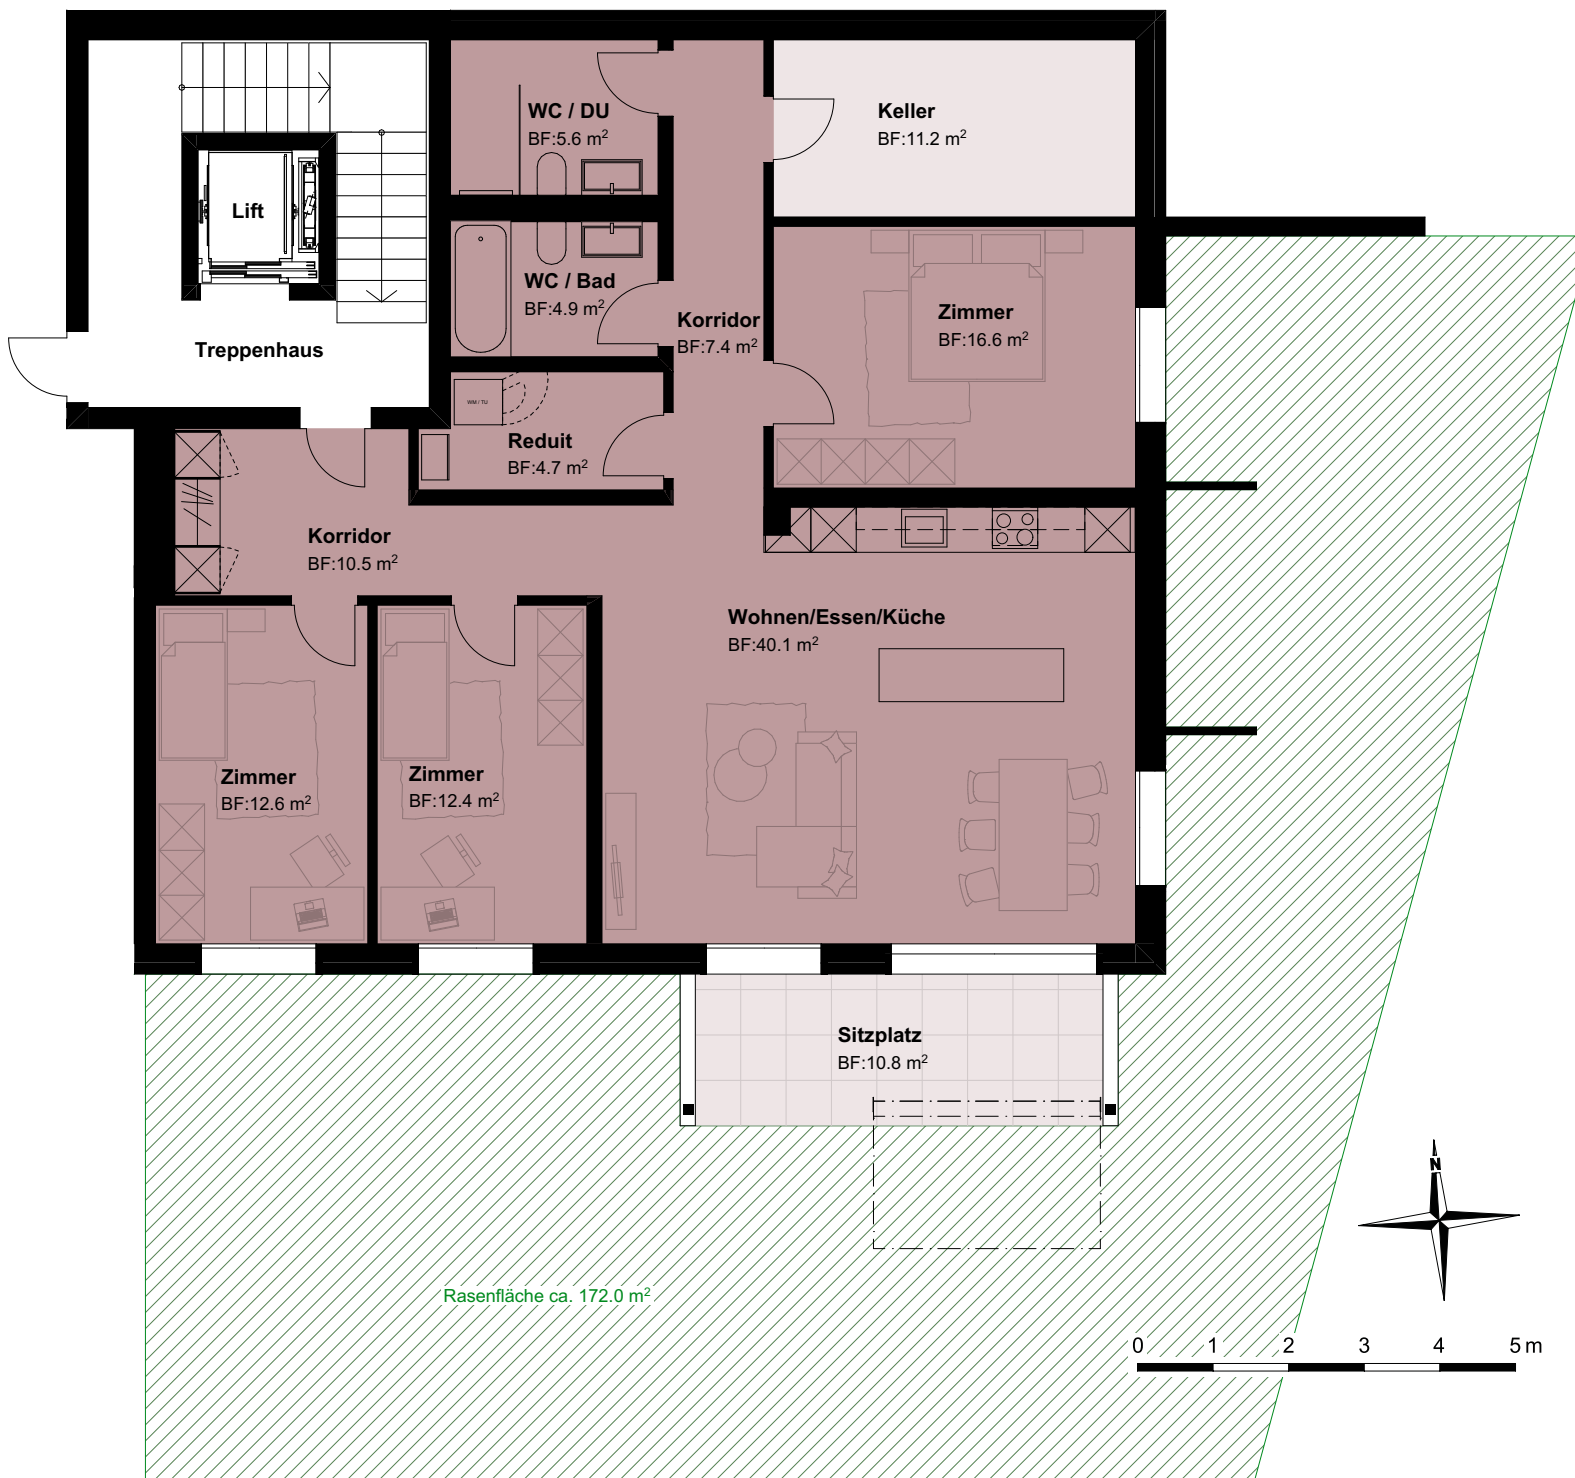 WC / DU
BF:5.6 m²
Keller
BF:11.2 m²
Lift
WC / Bad
BF:4.9 m²
Korridor
BF:7.4 m²
Zimmer
BF:16.6 m²
Treppenhaus
WM / TU
Reduit
BF:4.7 m²
Korridor
BF:10.5 m²
Wohnen/Essen/Küche
BF:40.1 m²
Zimmer
BF:12.6 m²
Zimmer
BF:12.4 m²
Sitzplatz
BF:10.8 m²
N
Rasenfläche ca. 172.0 m²
0 1 2 3 4 5 m